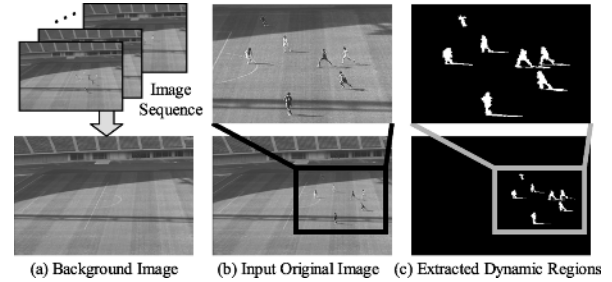 Image
Sequence
(a) Background Image
(b) Input Original Image
(c) Extracted Dynamic Regions